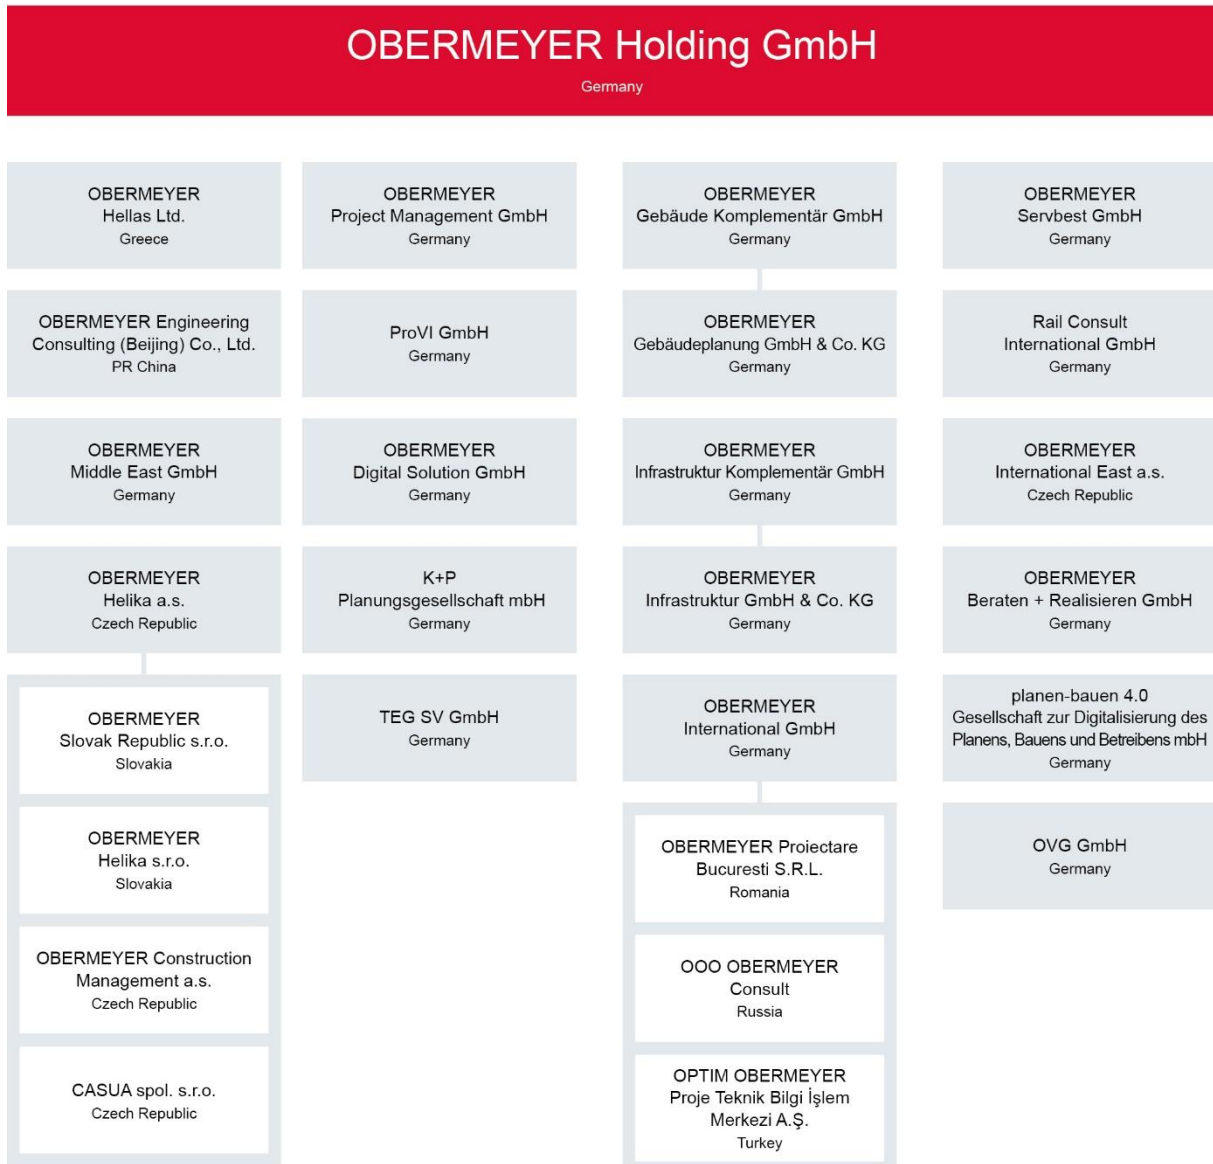 OBERMEYER Holding GmbH
Germany
OBERMEYER
Hellas Ltd.
Greece
OBERMEYER Engineering
Consulting (Beijing) Co., Ltd.
PR China
OBERMEYER
Middle East GmbH
Germany
OBERMEYER
Helika a.s.
Czech Republic
OBERMEYER
Slovak Republic s.r.o.
Slovakia
OBERMEYER
Helika s.r.o.
Slovakia
OBERMEYER Construction
Management a.s.
Czech Republic
CASUA spol. s.r.o.
Czech Republic
OBERMEYER
Project Management GmbH
Germany
ProVI GmbH
Germany
OBERMEYER
Digital Solution GmbH
Germany
K+P
Planungsgesellschaft mbH
Germany
TEG SV GmbH
Germany
OBERMEYER
Gebäude Komplementär GmbH
Germany
OBERMEYER
Gebäudeplanung GmbH & Co. KG
Germany
OBERMEYER
Infrastruktur Komplementär GmbH
Germany
OBERMEYER
Infrastruktur GmbH & Co. KG
Germany
OBERMEYER
International GmbH
Germany
OBERMEYER Proiectare
Bucuresti S.R.L.
Romania
OOO OBERMEYER
Consult
Russia
OPTIM OBERMEYER
Proje Teknik Bilgi İşlem
Merkezi A.Ş.
Turkey
OBERMEYER
Servbest GmbH
Germany
Rail Consult
International GmbH
Germany
OBERMEYER
International East a.s.
Czech Republic
OBERMEYER
Beraten + Realisieren GmbH
Germany
planen-bauen 4.0
Gesellschaft zur Digitalisierung des
Planens, Bauens und Betreibens mbH
Germany
OVG GmbH
Germany